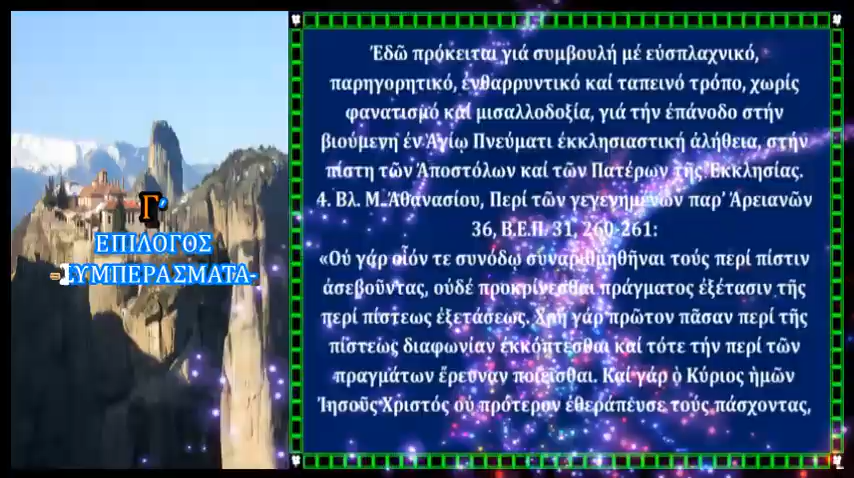 Γ′
ΕΠΙΛΟΓΟΣ
-ΣΥΜΠΕΡΑΣΜΑΤΑ-
Ἐδῶ πρόκειται γιά συμβουλή μέ εὐσπλαχνικό,
παρηγορητικό, ἐνθαρρυντικό καί ταπεινό τρόπο, χωρίς
φανατισμό καί μισαλλοδοξία, γιά τήν ἐπάνοδο στήν
βιούμενη ἐν Ἁγίῳ Πνεύματι ἐκκλησιαστική ἀλήθεια, στήν
πίστη τῶν Ἀποστόλων καί τῶν Πατέρων τῆς Ἐκκλησίας.
4. Βλ. Μ. Ἀθανασίου, Περί τῶν γεγενημένων παρ’ Ἀρειανῶν
36, Β.Ε.Π. 31, 260-261:
«Οὐ γάρ οἷόν τε συνόδῳ συναριθμηθῆναι τούς περί πίστιν
ἀσεβοῦντας, οὐδέ προκρίνεσθαι πράγματος ἐξέτασιν τῆς
περί πίστεως ἐξετάσεως. Χρή γάρ πρῶτον πᾶσαν περί τῆς
πίστεως διαφωνίαν ἐκκόπτεσθαι καί τότε τήν περί τῶν
πραγμάτων ἔρευναν ποιεῖσθαι. Καί γάρ ὁ Κύριος ἡμῶν
Ἰησοῦς Χριστός οὐ πρότερον ἐθεράπευσε τούς πάσχοντας,